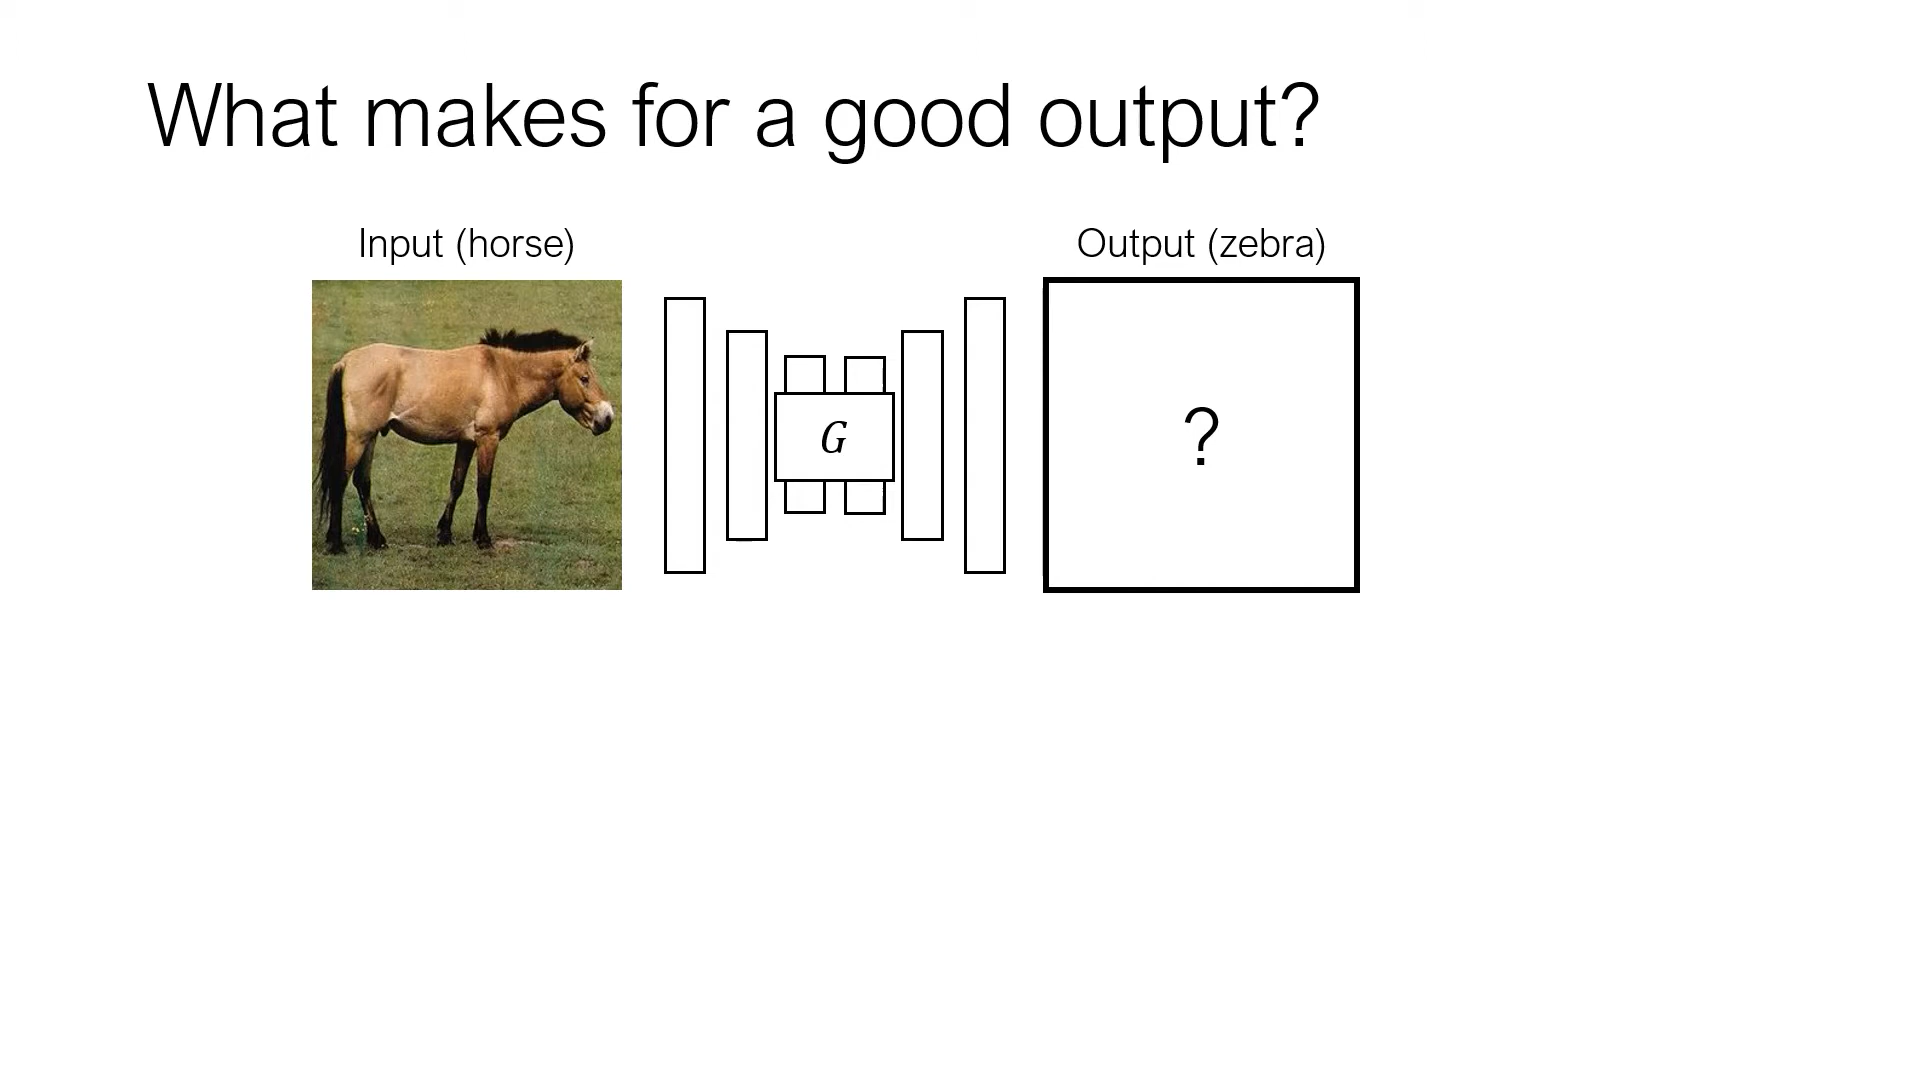 What makes for a good output?
Input (horse)
Output (zebra)
G
?